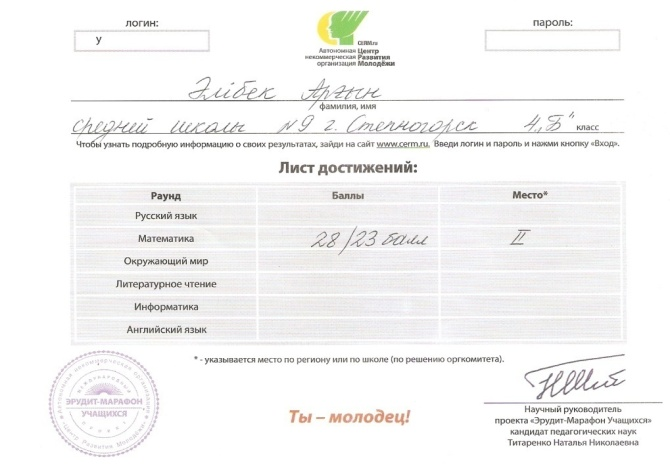 логин:
пароль:
у
CERM.ru
Автономная Центр
некоммерческая Развития
организация Молодёжи
Әлібек Арғын
фамилия, имя
средней школы №9 г. Степногорск 4 „Б" класс
Чтобы узнать подробную информацию о своих результатах, зайди на сайт www.cerm.ru. Введи логин и пароль и нажми кнопку «Вход».
Лист достижений:
Раунд Баллы Место*
Русский язык
Математика 28/23 балл II
Окружающий мир
Литературное чтение
Информатика
Английский язык
* - указывается место по региону или по школе (по решению оргкомитета).
Автономная некоммерческая организация
МЕЖДУНАРОДНЫЙ
ЭРУДИТ-МАРАФОН
УЧАЩИХСЯ
«Центр Развития Молодёжи»
Ты – молодец!
Научный руководитель
проекта «Эрудит-Марафон Учащихся»
кандидат педагогических наук
Титаренко Наталья Николаевна